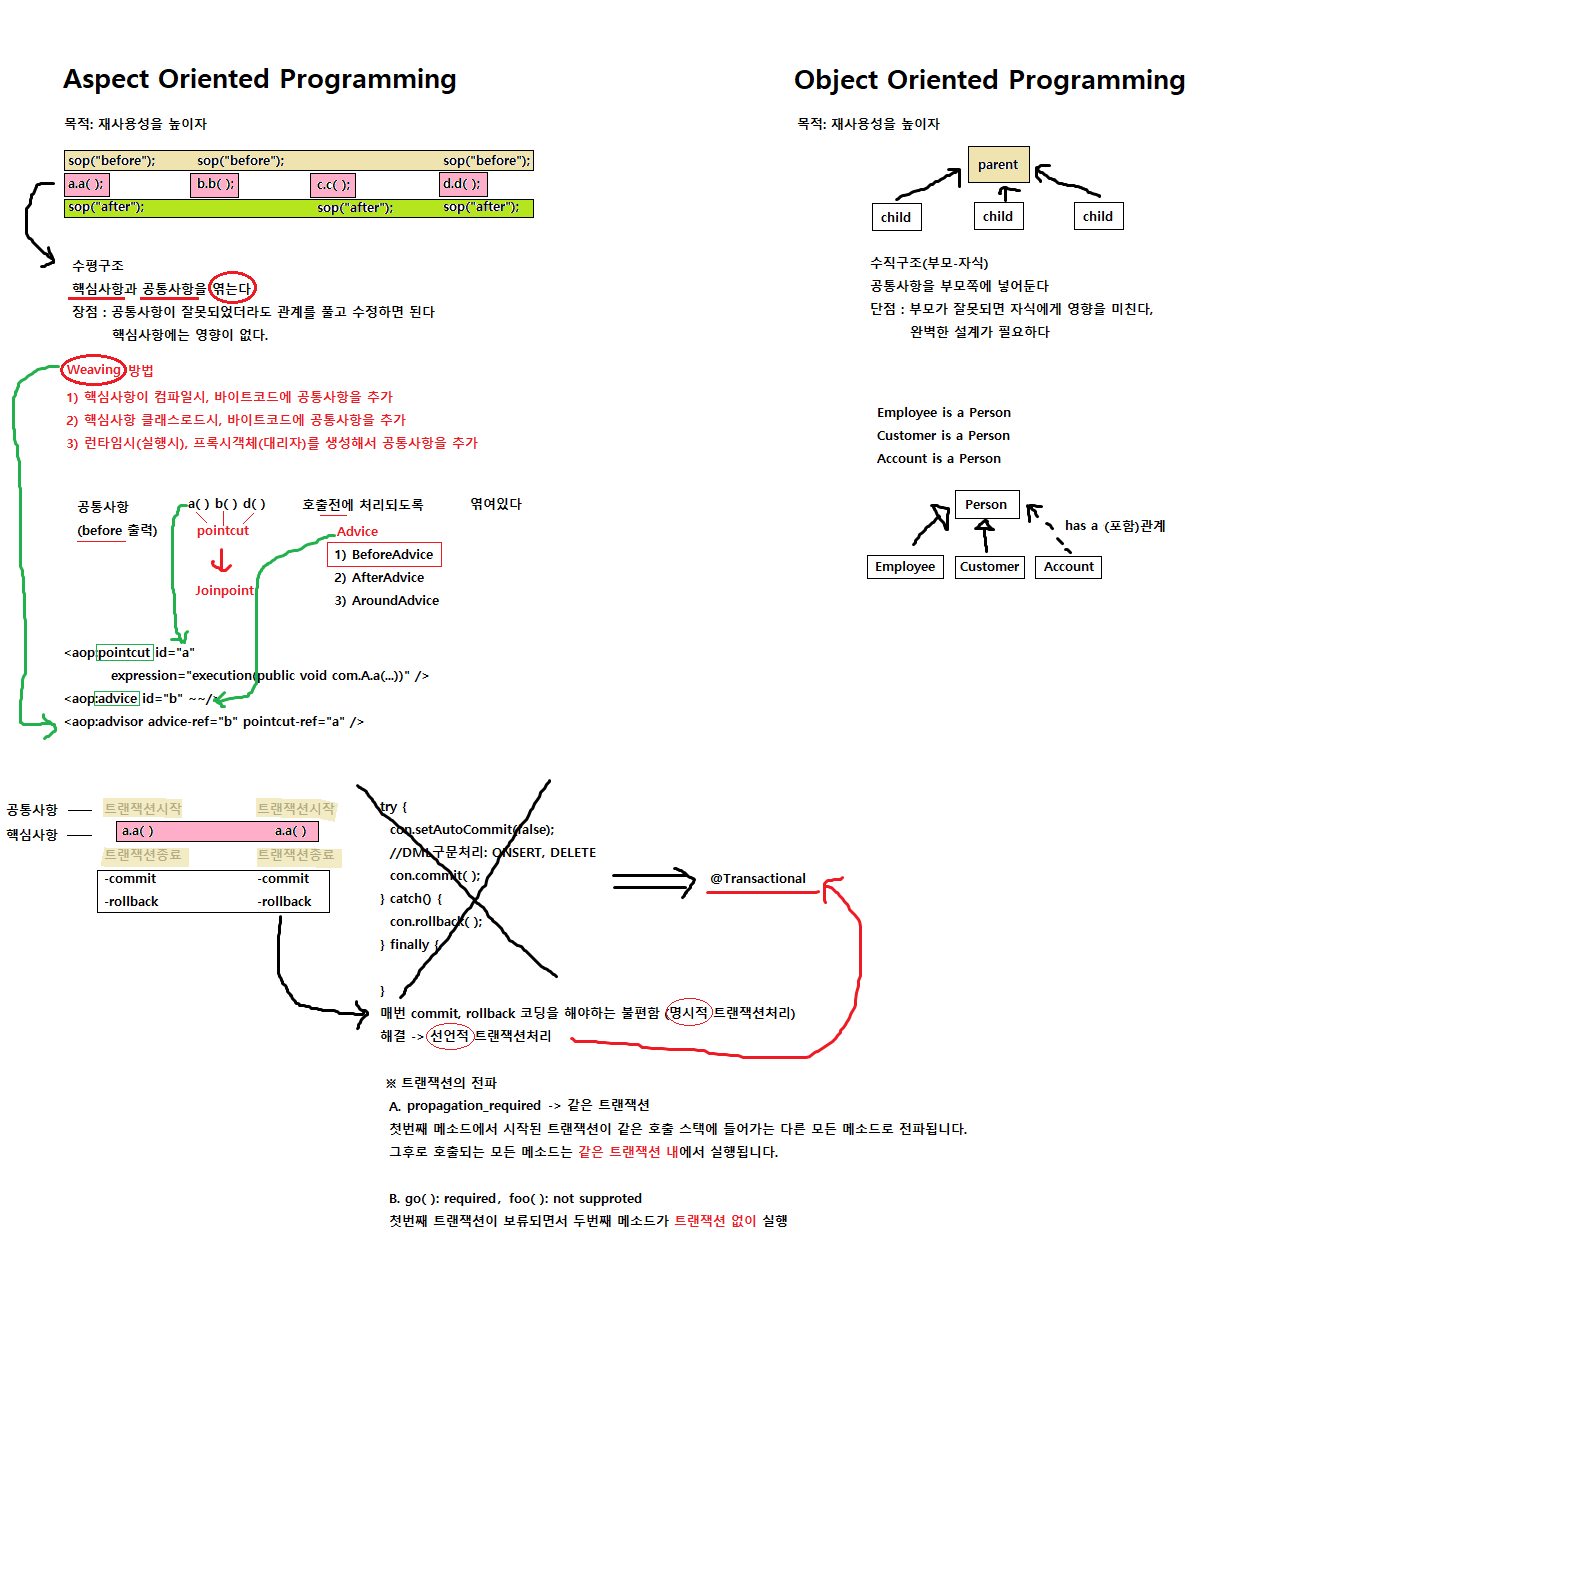 Aspect Oriented Programming
목적: 재사용성을 높이자
sop("before"); sop("before"); sop("before");
a.a( ); b.b( ); c.c( ); d.d( );
sop("after"); sop("after"); sop("after");
수평구조
핵심사항과 공통사항을 엮는다
장점 : 공통사항이 잘못되었더라도 관계를 풀고 수정하면 된다
핵심사항에는 영향이 없다.
Weaving 방법
1) 핵심사항이 컴파일시, 바이트코드에 공통사항을 추가
2) 핵심사항 클래스로드시, 바이트코드에 공통사항을 추가
3) 런타임시(실행시), 프록시객체(대리자)를 생성해서 공통사항을 추가
공통사항 a( ) b( ) d( ) 호출전에 처리되도록 엮여있다
(before 출력) pointcut Advice
1) BeforeAdvice
2) AfterAdvice
Joinpoint
3) AroundAdvice
<aop:pointcut id="a"
expression="execution(public void com.A.a(...))" />
<aop:advice id="b" ~~/>
<aop:advisor advice-ref="b" pointcut-ref="a" />
공통사항 트랜잭션시작 트랜잭션시작
핵심사항 a.a( ) a.a( )
트랜잭션종료 트랜잭션종료
-commit -commit
-rollback -rollback
try {
con.setAutoCommit(false);
//DML구문처리: ONSERT, DELETE
con.commit( );
} catch() {
con.rollback( );
} finally {
}
@Transactional
매번 commit, rollback 코딩을 해야하는 불편함 (명시적 트랜잭션처리)
해결 -> 선언적 트랜잭션처리
※ 트랜잭션의 전파
A. propagation_required -> 같은 트랜잭션
첫번째 메소드에서 시작된 트랜잭션이 같은 호출 스택에 들어가는 다른 모든 메소드로 전파됩니다.
그후로 호출되는 모든 메소드는 같은 트랜잭션 내에서 실행됩니다.
B. go( ): required, foo( ): not supproted
첫번째 트랜잭션이 보류되면서 두번째 메소드가 트랜잭션 없이 실행
Object Oriented Programming
목적: 재사용성을 높이자
parent
child child child
수직구조(부모-자식)
공통사항을 부모쪽에 넣어둔다
단점 : 부모가 잘못되면 자식에게 영향을 미친다,
완벽한 설계가 필요하다
Employee is a Person
Customer is a Person
Account is a Person
Person
has a (포함)관계
Employee Customer Account